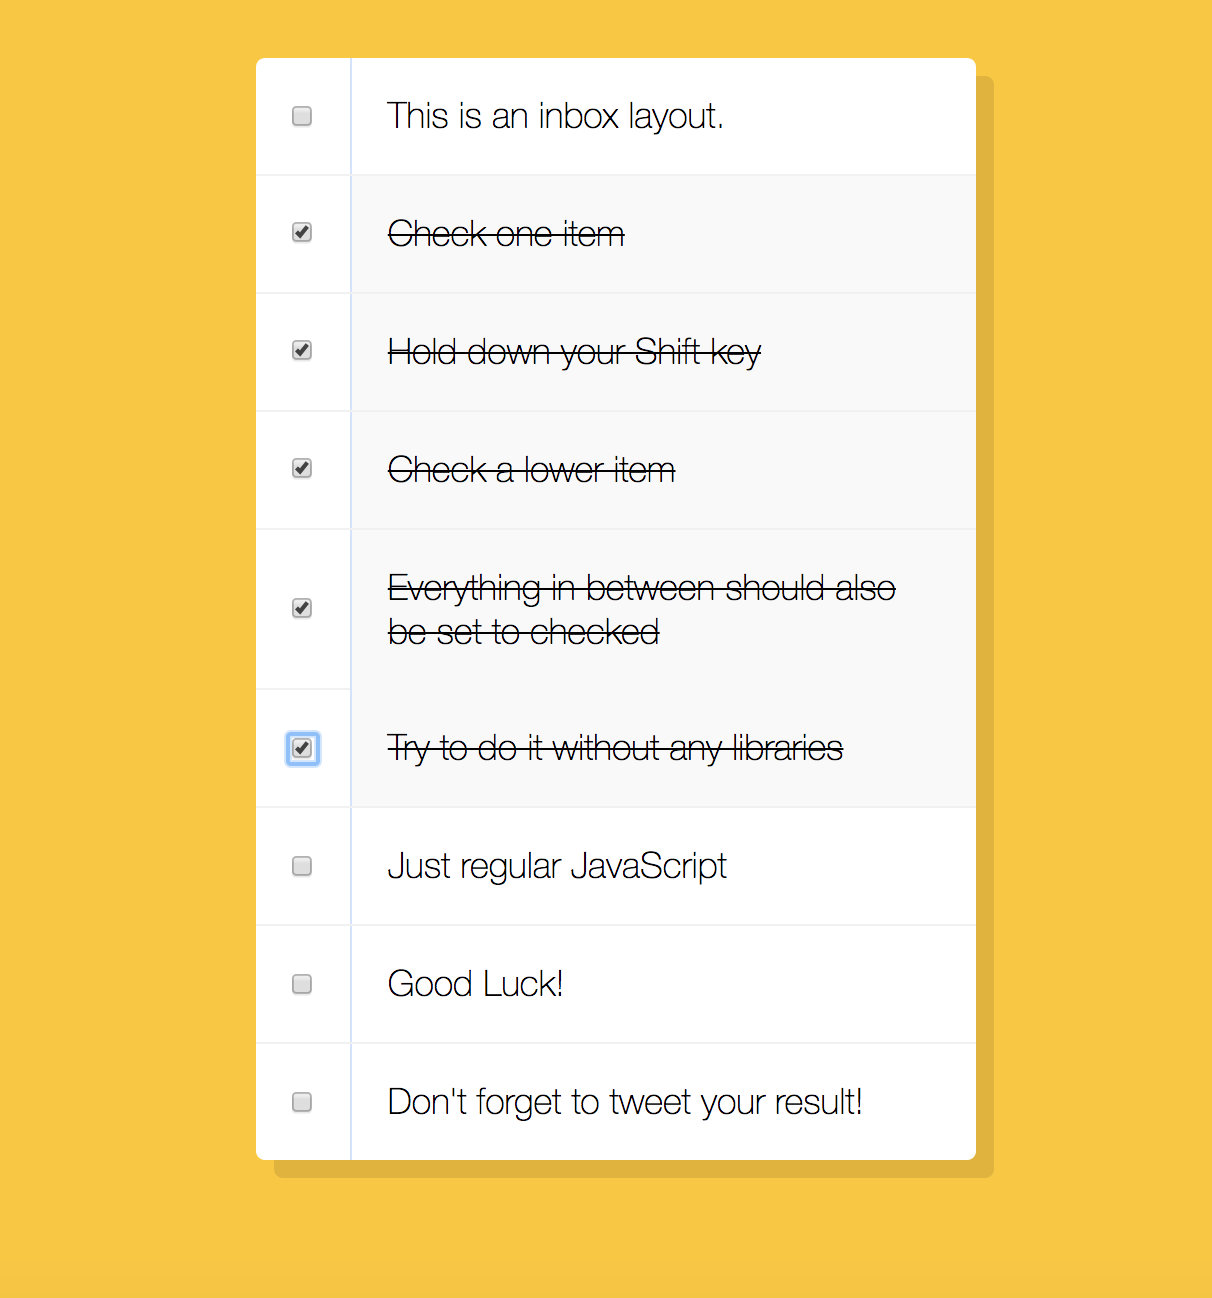 This is an inbox layout.
Check one item
Hold down your Shift key
Check a lower item
Everything in between should also
be set to checked
Try to do it without any libraries
Just regular JavaScript
Good Luck!
Don't forget to tweet your result!